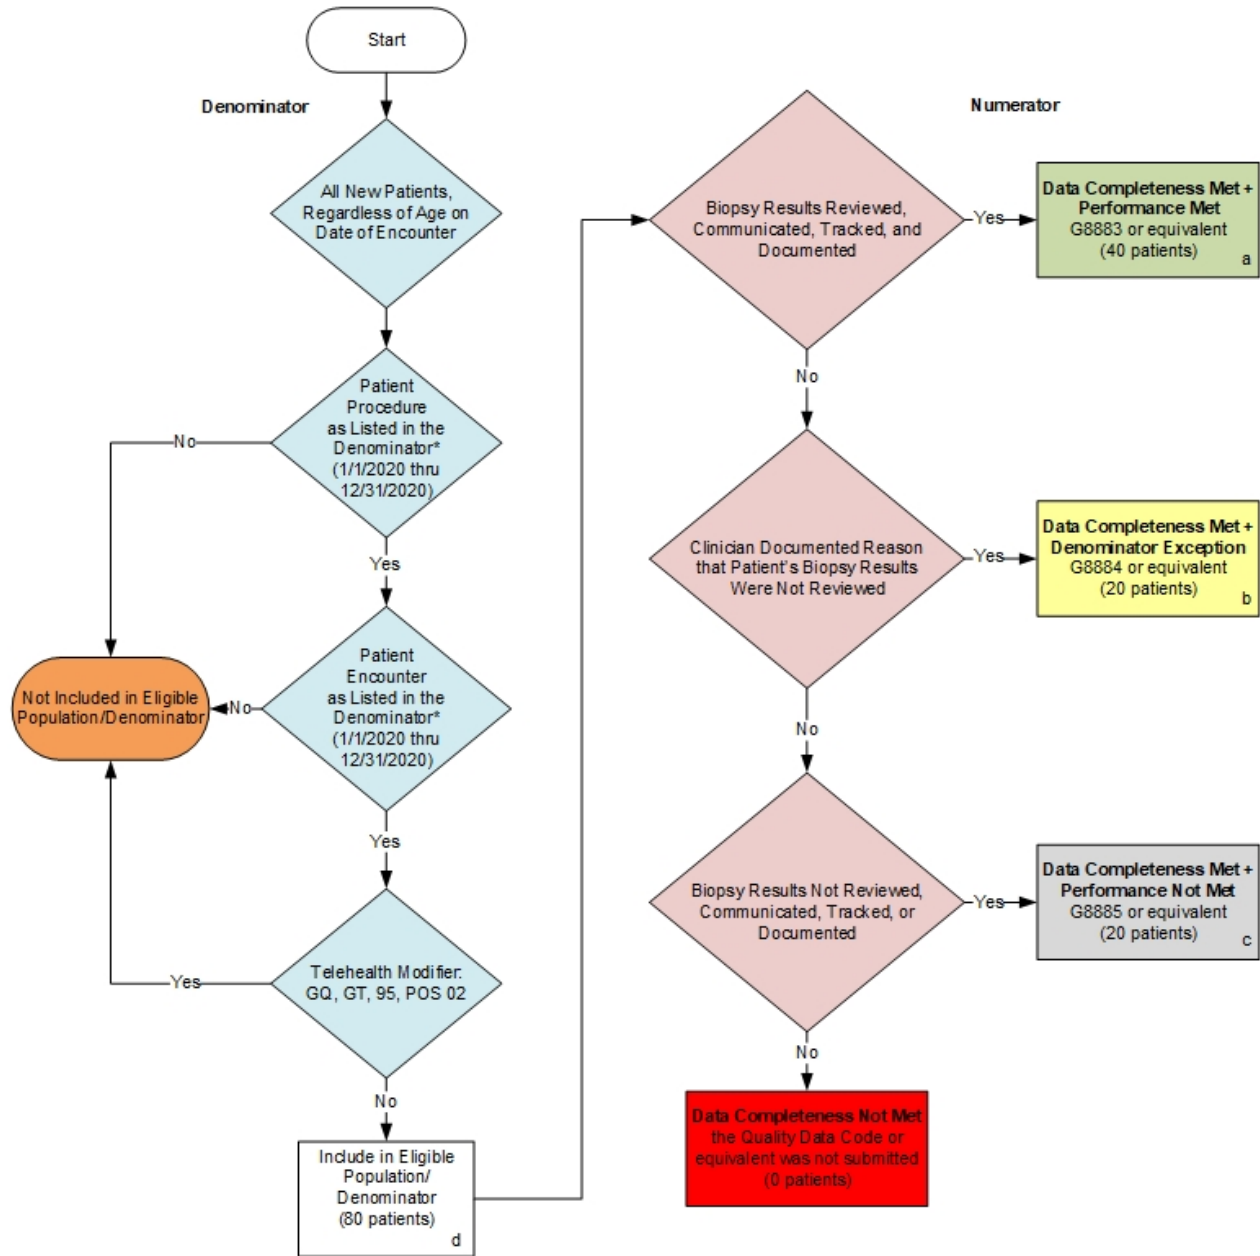 Start
Denominator
All New Patients,
Regardless of Age on
Date of Encounter
Patient
Procedure
as Listed in the
Denominator*
(1/1/2020 thru
12/31/2020)
No
Yes
Patient
Encounter
as Listed in the
Denominator*
(1/1/2020 thru
12/31/2020)
No
Not Included in Eligible
Population/Denominator
Yes
Telehealth Modifier:
GQ, GT, 95, POS 02
Yes
No
Include in Eligible
Population/
Denominator
(80 patients)
d
Numerator
Biopsy Results Reviewed,
Communicated, Tracked, and
Documented
Yes
Data Completeness Met +
Performance Met
G8883 or equivalent
(40 patients)
a
No
Clinician Documented Reason
that Patient's Biopsy Results
Were Not Reviewed
Yes
Data Completeness Met +
Denominator Exception
G8884 or equivalent
(20 patients)
b
No
Biopsy Results Not Reviewed,
Communicated, Tracked, or
Documented
Yes
Data Completeness Met +
Performance Not Met
G8885 or equivalent
(20 patients)
c
No
Data Completeness Not Met
the Quality Data Code or
equivalent was not submitted
(0 patients)